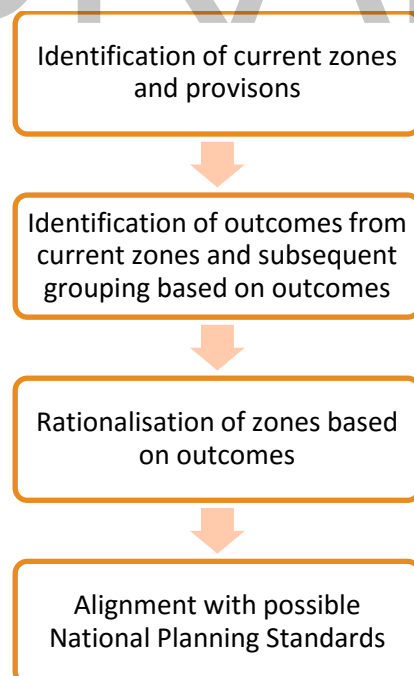 Identification of current zones
and provisons
Identification of outcomes from
current zones and subsequent
grouping based on outcomes
Rationalisation of zones based
on outcomes
Alignment with possible
National Planning Standards